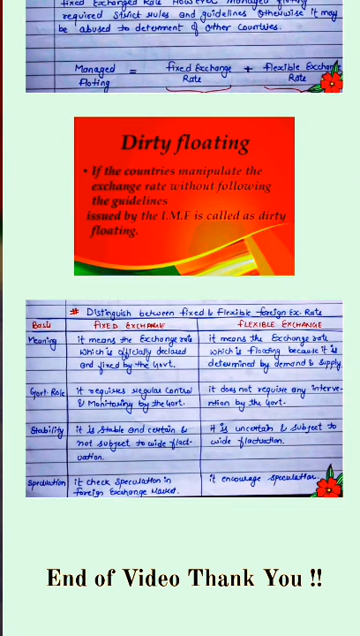 fixed Exchanged Rate However managed floting
required strict rules and guidelines otherwise it may
be abused to determent of other countries.
Managed floting = fixed Exchange Rate + flexible Exchange Rate
Dirty floating
• If the countries manipulate the
exchange rate without following
the guidelines
issued by the I.M.F is called as dirty
floating.
# Distinguish between fixed & flexible foreign Ex. Rate
Basis FIXED EXCHANGE FLEXIBLE EXCHANGE
Meaning it means the Exchange rate which is officially declared and fixed by the Govt. it means the Exchange rate which is floating because it is determined by demand & supply.
Govt. Role it requires regular control & Monitoring by the Govt. it does not require any interve-ntion by the Govt.
Stability it is stable and certain & not subject to wide fluct-uation. it is uncertain & subject to wide fluctuation.
Speculation it check speculation in foreign Exchange Market. it encourage speculation.
End of Video Thank You !!